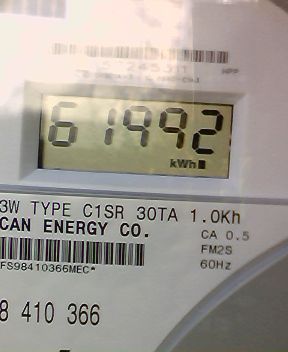 61992
kWh
3W TYPE C1SR 30TA 1.0Kh
CAN ENERGY CO.
CA 0.5
FM2S
60Hz
FS98410366MEC*
8 410 366